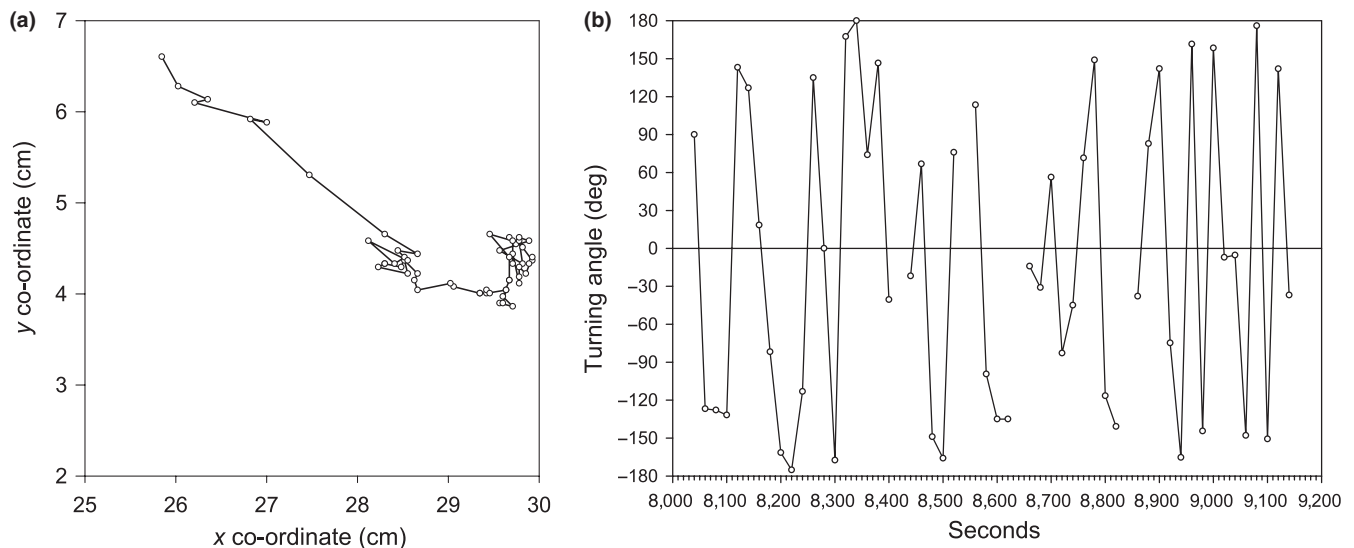 (a)
7
6
5
4
3
2
25 26 27 28 29 30
y co-ordinate (cm)
x co-ordinate (cm)
(b)
180
150
120
90
60
30
0
−30
−60
−90
−120
−150
−180
8,000 8,100 8,200 8,300 8,400 8,500 8,600 8,700 8,800 8,900 9,000 9,100 9,200
Turning angle (deg)
Seconds